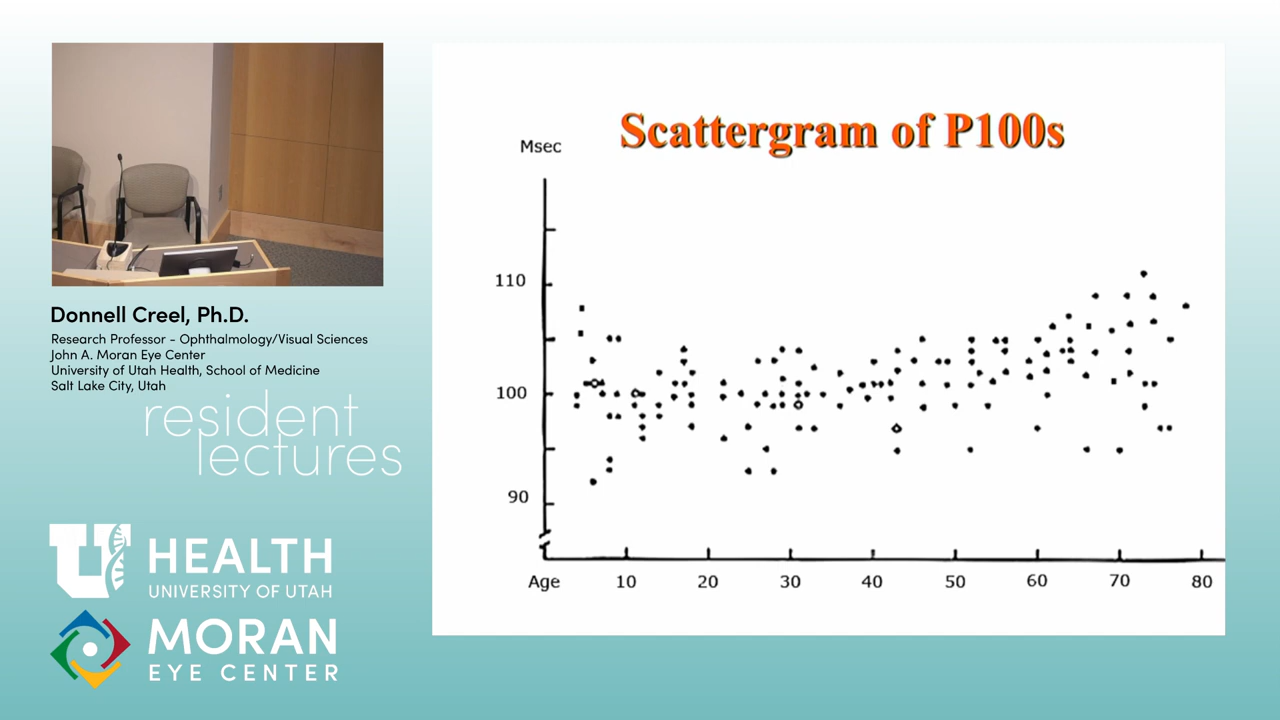 Scattergram of P100s
Msec
110
100
90
Age 10 20 30 40 50 60 70 80
Donnell Creel, Ph.D.
Research Professor - Ophthalmology/Visual Sciences
John A. Moran Eye Center
University of Utah Health, School of Medicine
Salt Lake City, Utah
resident
lectures
U HEALTH
UNIVERSITY OF UTAH
MORAN
EYE CENTER